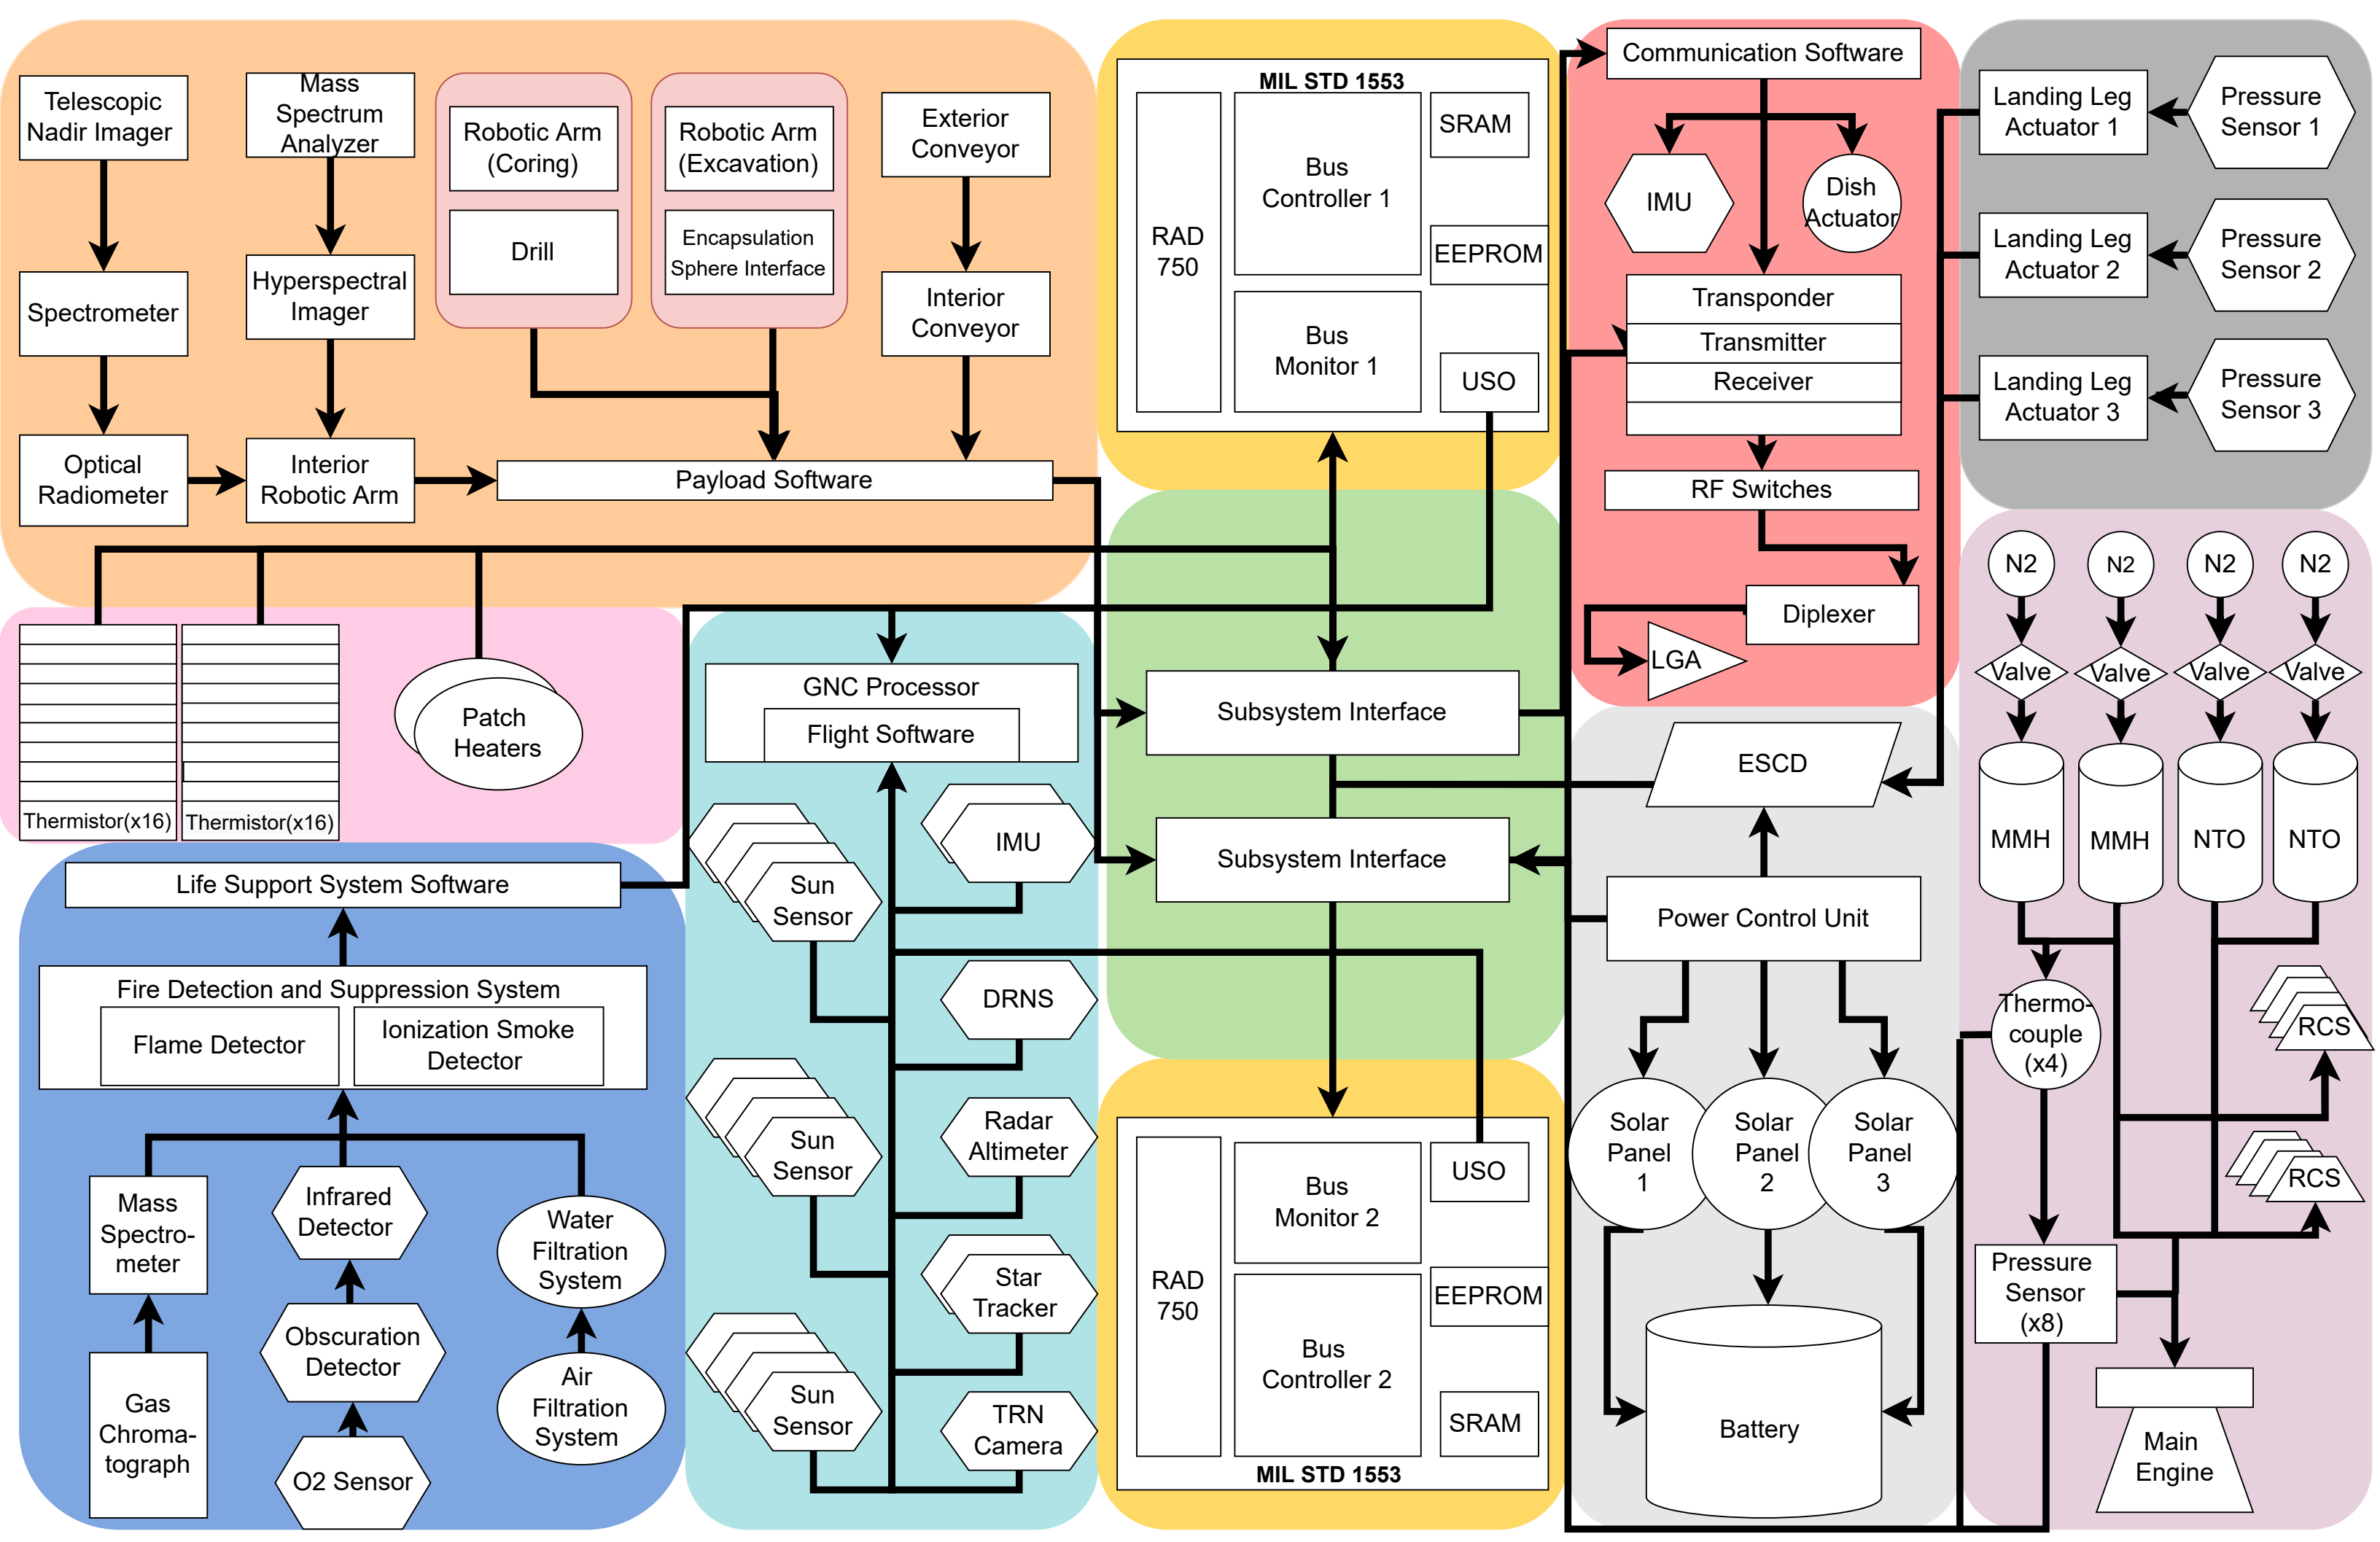 Telescopic
Nadir Imager
Spectrometer
Optical
Radiometer
Mass
Spectrum
Analyzer
Hyperspectral
Imager
Interior
Robotic Arm
Robotic Arm
(Coring)
Drill
Robotic Arm
(Excavation)
Encapsulation
Sphere Interface
Exterior
Conveyor
Interior
Conveyor
Payload Software
MIL STD 1553
RAD
750
Bus
Controller 1
Bus
Monitor 1
SRAM
EEPROM
USO
Communication Software
IMU
Dish
Actuator
Transponder
Transmitter
Receiver
RF Switches
Diplexer
LGA
Landing Leg
Actuator 1
Pressure
Sensor 1
Landing Leg
Actuator 2
Pressure
Sensor 2
Landing Leg
Actuator 3
Pressure
Sensor 3
Thermistor(x16)
Thermistor(x16)
Patch
Heaters
GNC Processor
Flight Software
Sun
Sensor
IMU
DRNS
Sun
Sensor
Radar
Altimeter
Star
Tracker
Sun
Sensor
TRN
Camera
Subsystem Interface
Subsystem Interface
ESCD
Power Control Unit
Solar
Panel
1
Solar
Panel
2
Solar
Panel
3
Battery
N2
N2
N2
N2
Valve
Valve
Valve
Valve
MMH
MMH
NTO
NTO
Thermo-
couple
(x4)
RCS
RCS
Pressure
Sensor
(x8)
Main
Engine
Life Support System Software
Fire Detection and Suppression System
Flame Detector
Ionization Smoke
Detector
Mass
Spectro-
meter
Gas
Chroma-
tograph
Infrared
Detector
Obscuration
Detector
O2 Sensor
Water
Filtration
System
Air
Filtration
System
RAD
750
Bus
Monitor 2
Bus
Controller 2
USO
EEPROM
SRAM
MIL STD 1553